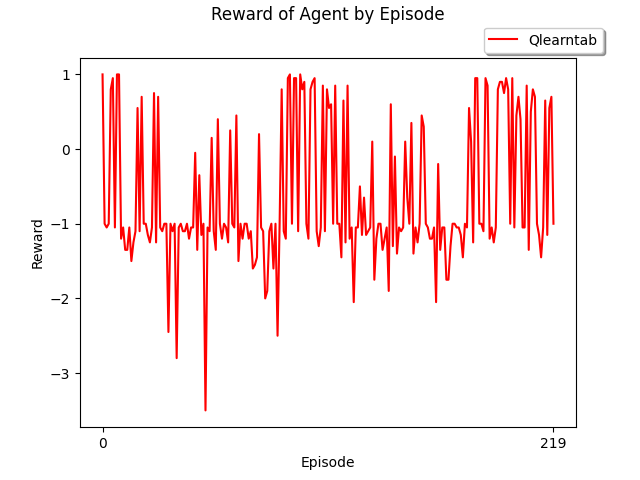 Reward of Agent by Episode
Qlearntab
1
0
−1
−2
−3
Reward
0
219
Episode